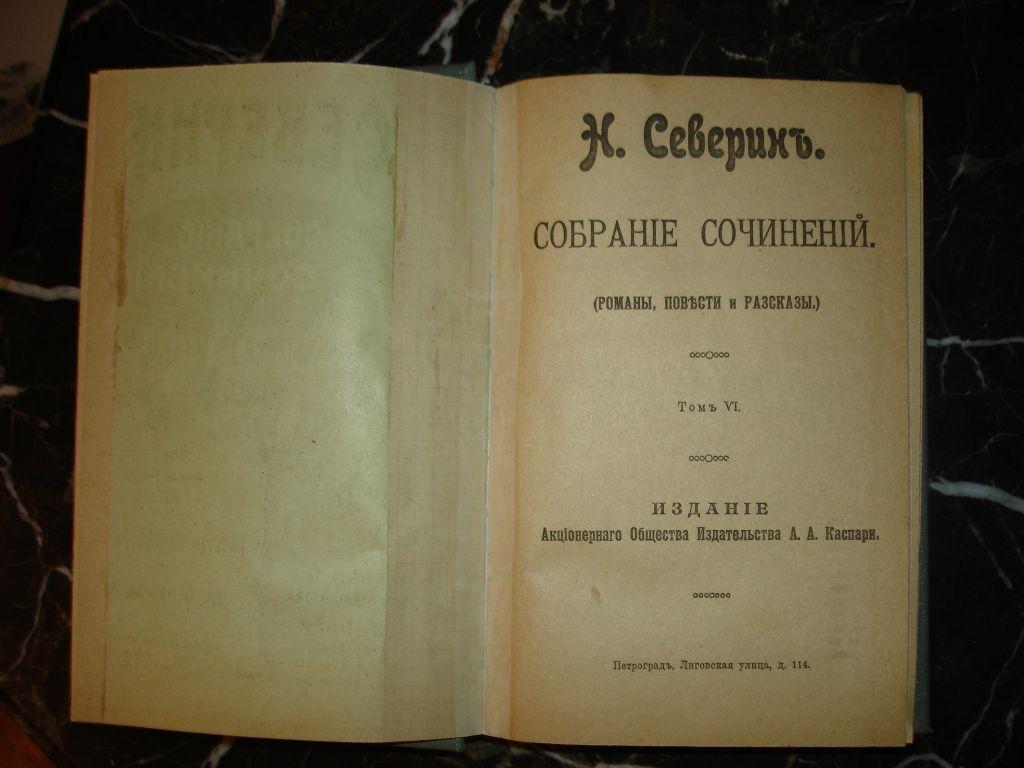 Н. Северинъ.
СОБРАНІЕ СОЧИНЕНІЙ.
(РОМАНЫ, ПОВѢСТИ и РАЗСКАЗЫ.)
Томъ VI.
ИЗДАНІЕ
Акціонернаго Общества Издательства А. А. Каспари.
Петроградъ, Лиговская улица, д. 114.